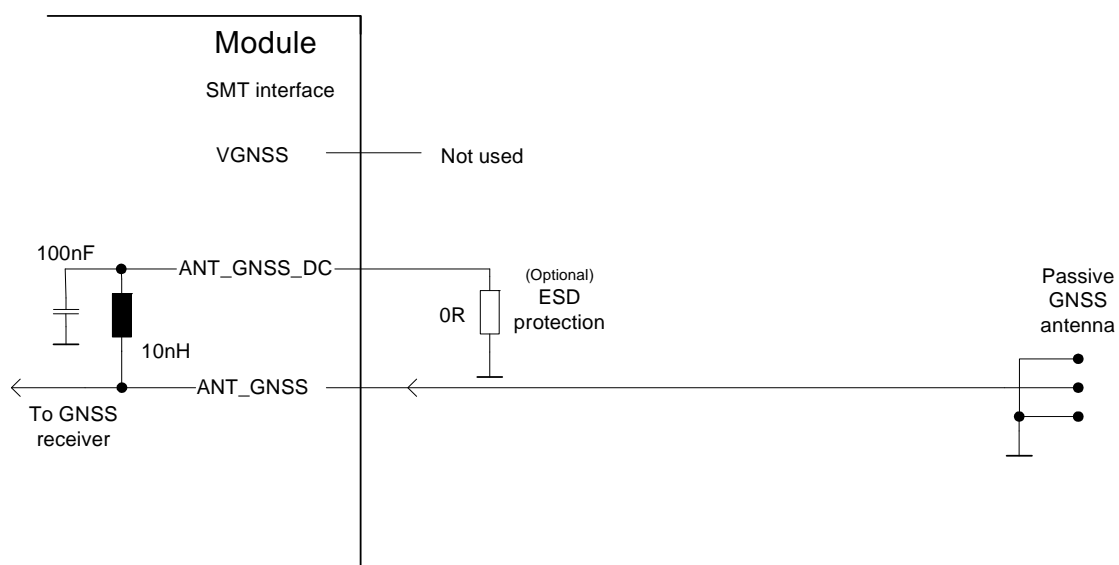 Module
SMT interface
VGNSS
Not used
100nF
ANT_GNSS_DC
(Optional)
ESD
protection
0R
Passive
GNSS
antenna
10nH
ANT_GNSS
To GNSS
receiver